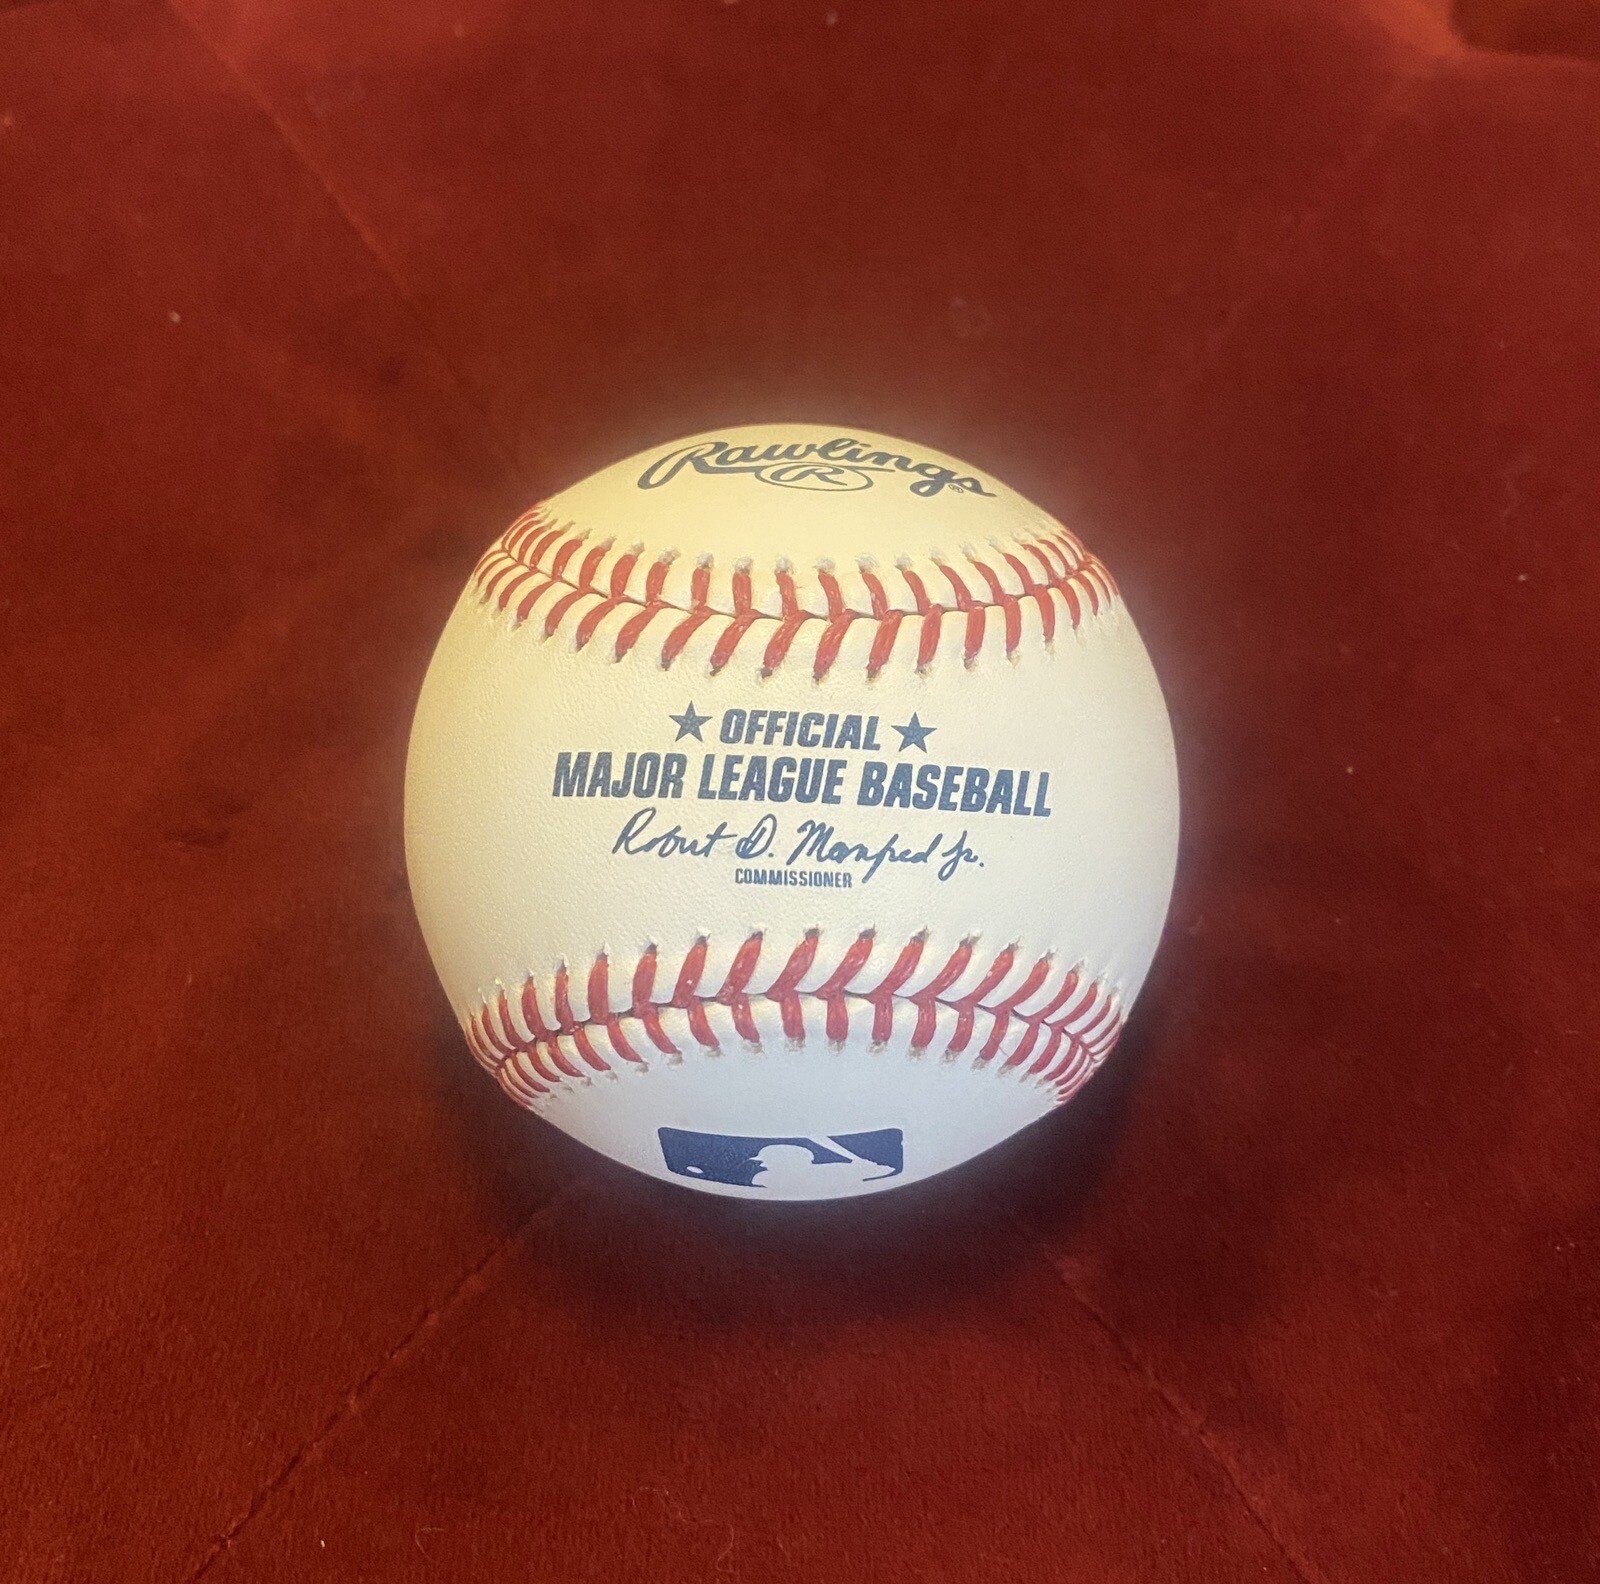 Rawlings®
R
★ OFFICIAL ★
MAJOR LEAGUE BASEBALL
Robert D. Manfred Jr.
COMMISSIONER